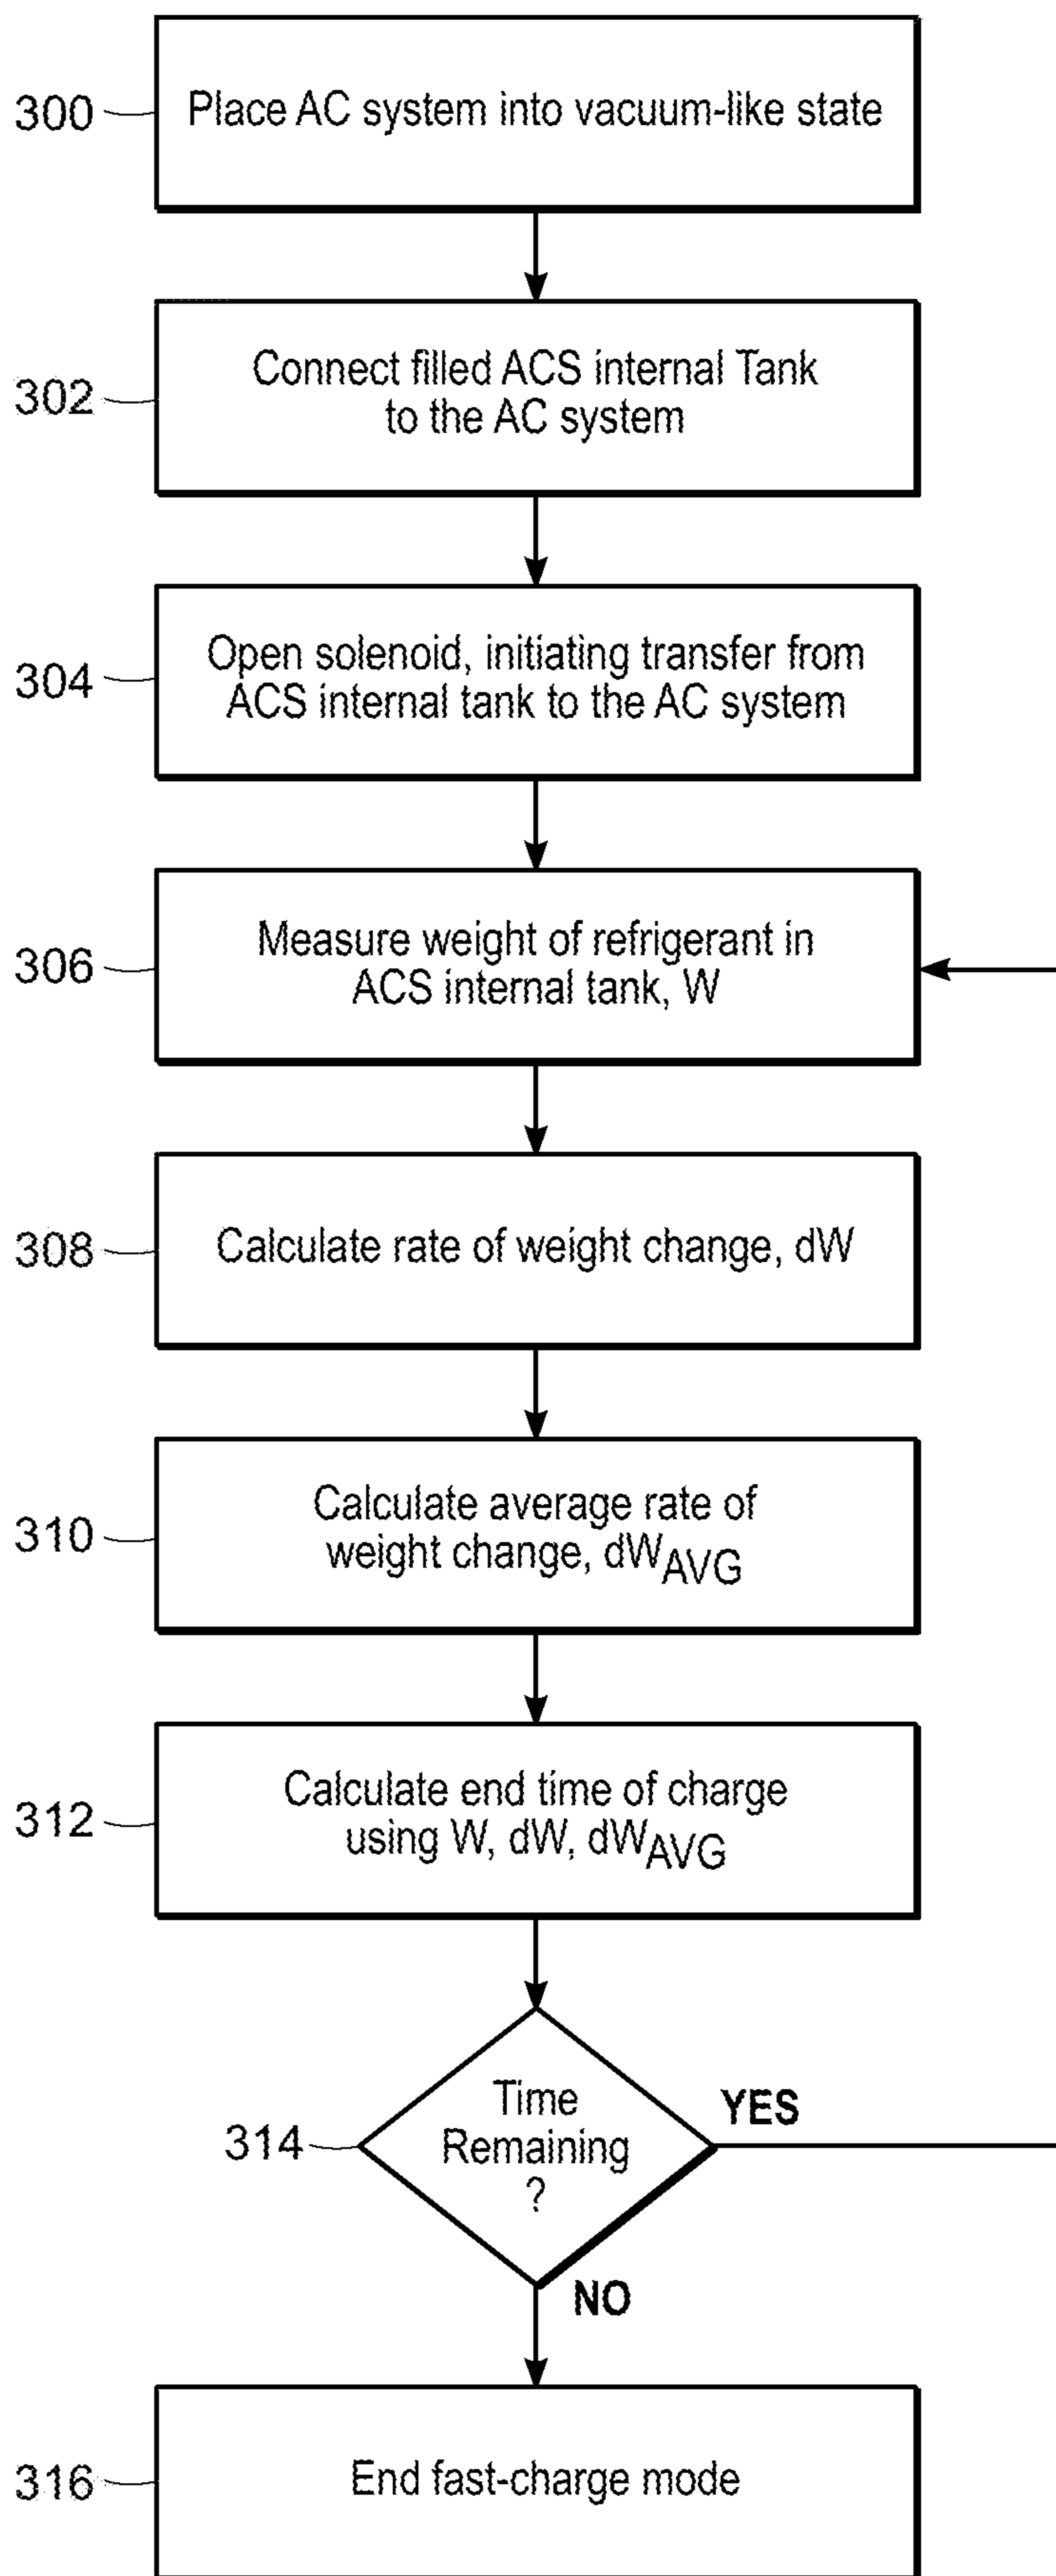 300
Place AC system into vacuum-like state
302
Connect filled ACS internal Tank
to the AC system
304
Open solenoid, initiating transfer from
ACS internal tank to the AC system
306
Measure weight of refrigerant in
ACS internal tank, W
308
Calculate rate of weight change, dW
310
Calculate average rate of
weight change, dWAVG
312
Calculate end time of charge
using W, dW, dWAVG
314
Time
Remaining
?
YES
NO
316
End fast-charge mode